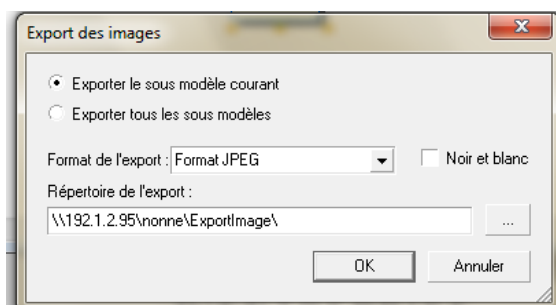 Export des images
Exporter le sous modèle courant
Exporter tous les sous modèles
Format de l'export : Format JPEG Noir et blanc
Répertoire de l'export :
\\192.1.2.95\nonne\ExportImage\ ...
OK Annuler